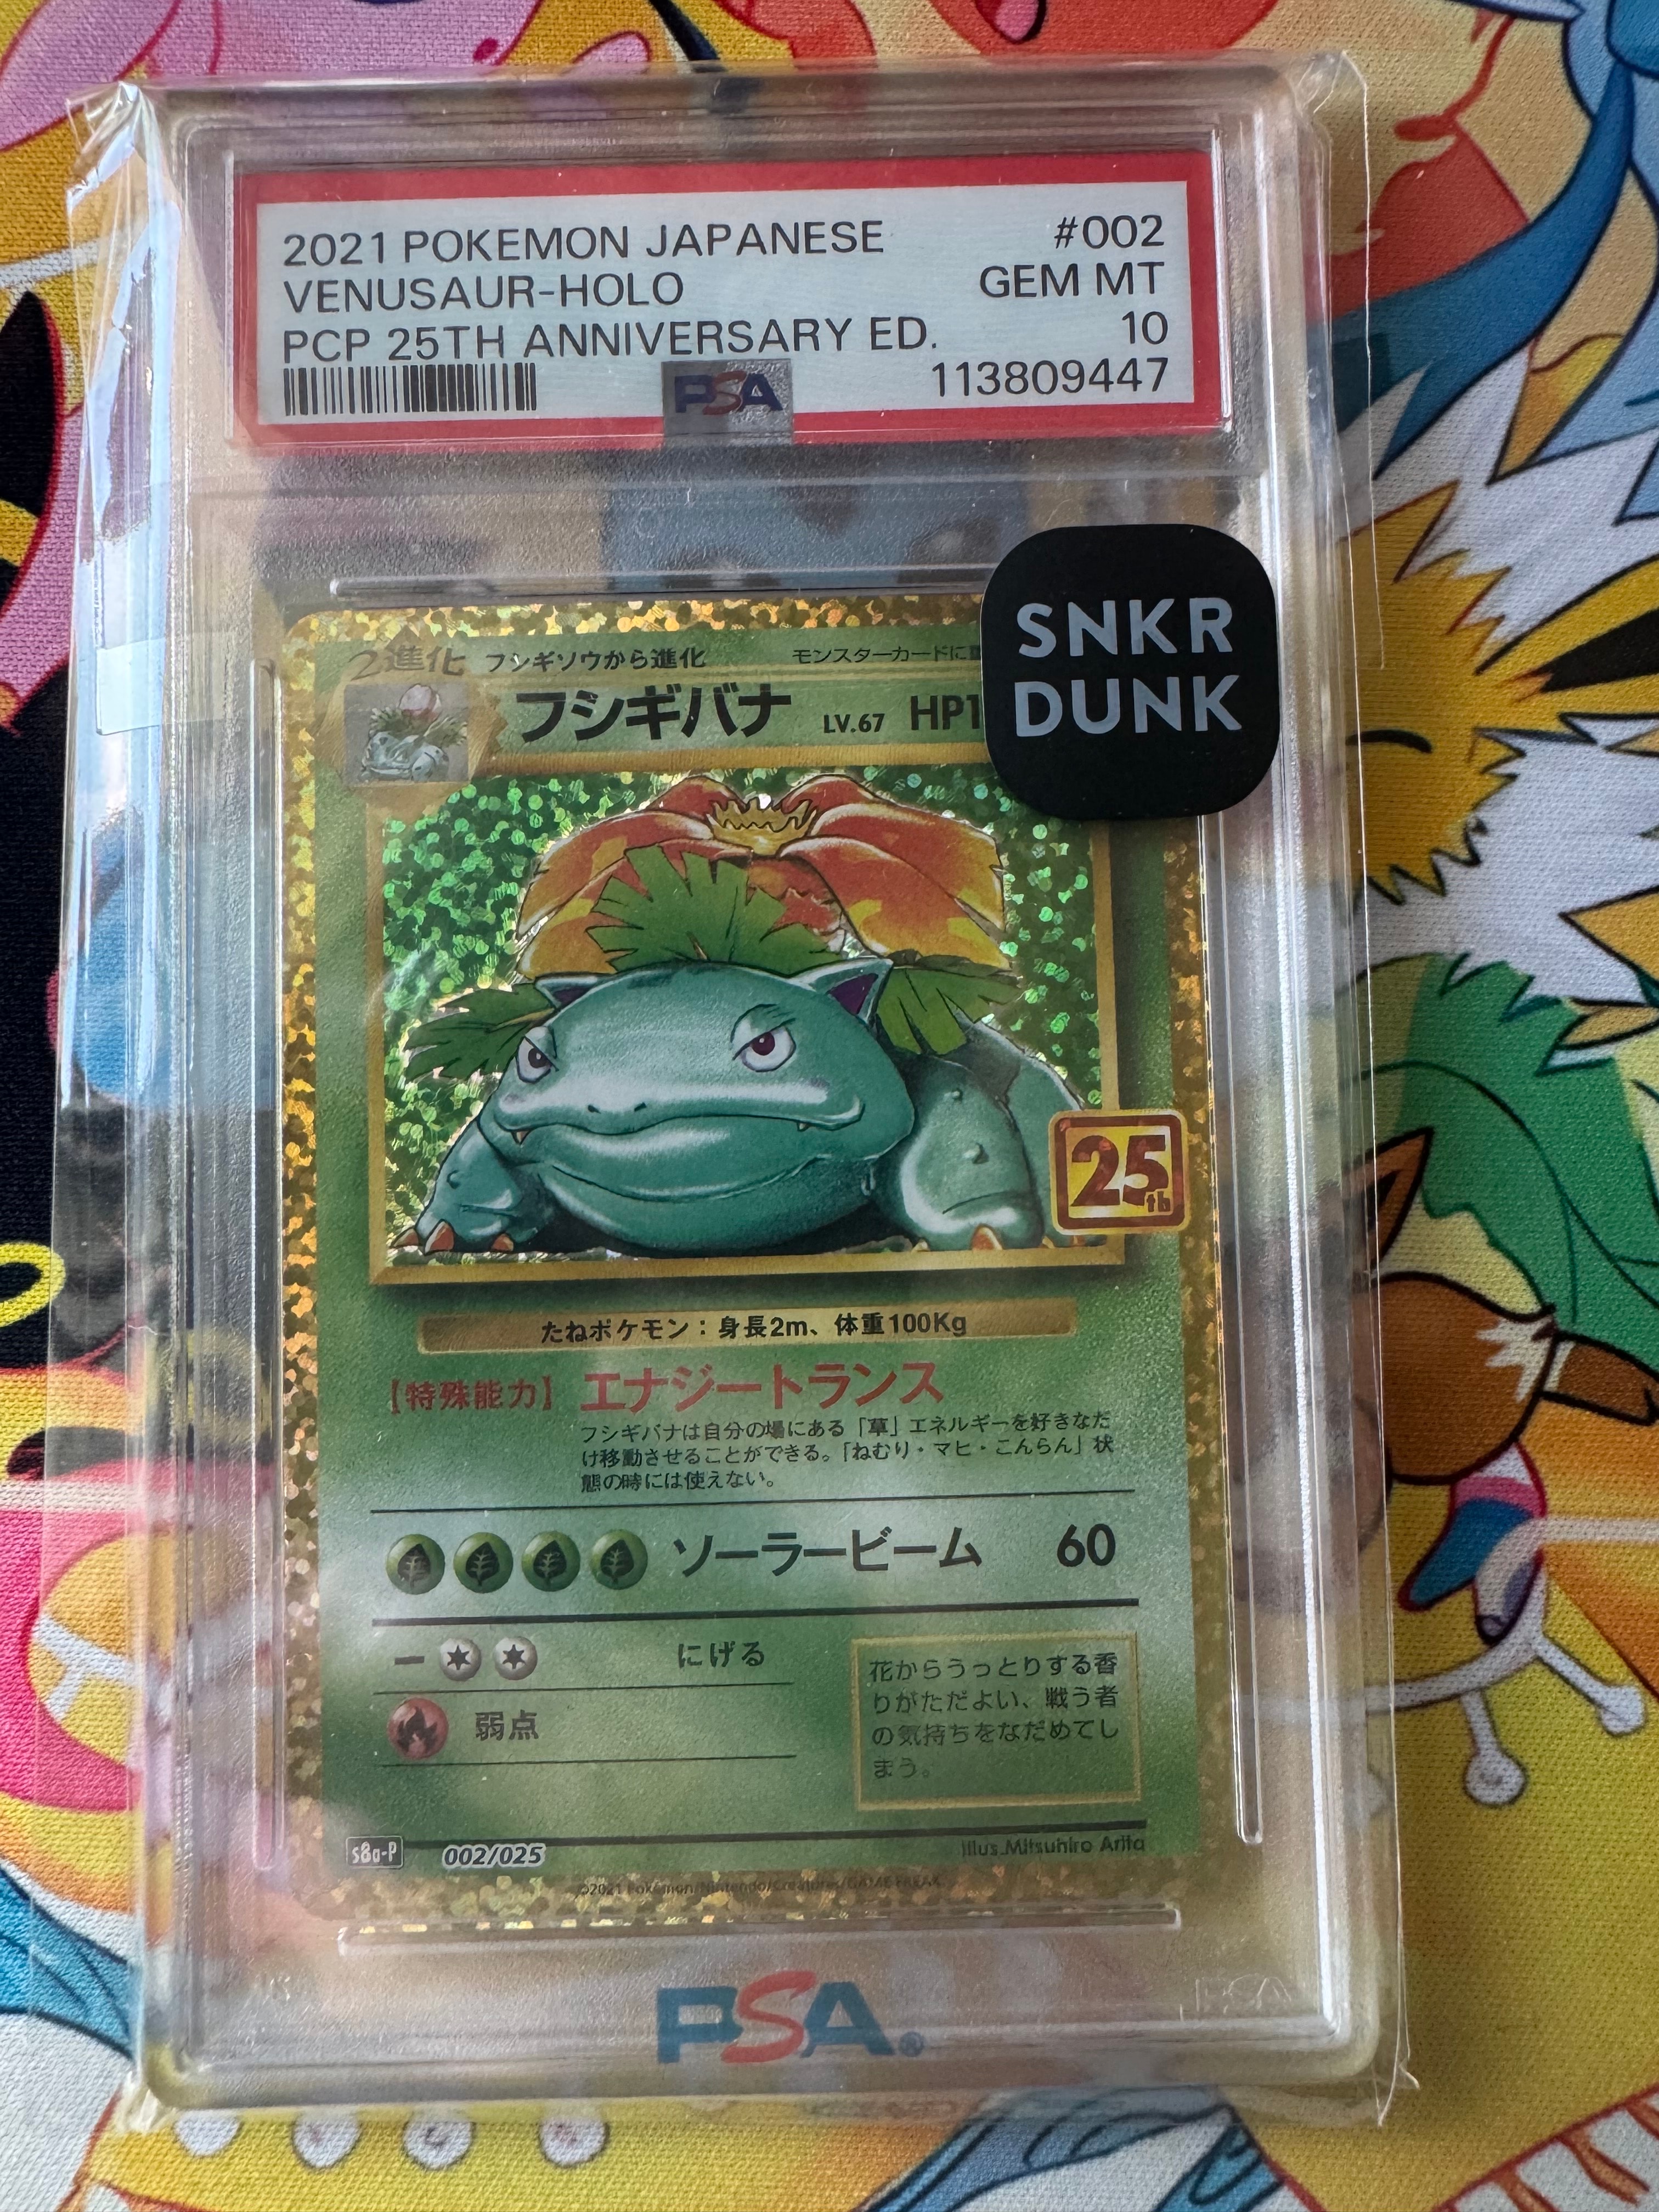 2021 POKEMON JAPANESE #002
VENUSAUR-HOLO GEM MT
PCP 25TH ANNIVERSARY ED. 10
PSA 113809447
SNKR
DUNK
2進化 フシギソウから進化 モンスターカードに
フシギバナ LV.67 HP1
25th
たねポケモン：身長2m、体重100Kg
【特殊能力】 エナジートランス
フシギバナは自分の場にある「草」エネルギーを好きなだ
け移動させることができる。「ねむり・マヒ・こんらん」状
態の時には使えない。
ソーラービーム 60
ー にげる
弱点
花からうっとりする香
りがただよい、戦う者
の気持ちをなだめてし
まう。
s8a-P 002/025 Illus.Mitsuhiro Arita
©2021 Pokémon/Nintendo/Creatures/GAME FREAK
PSA®
PSA